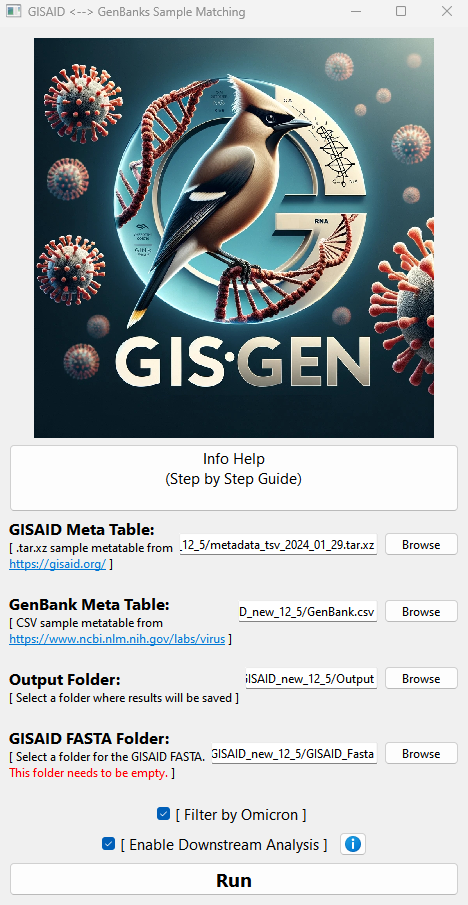 GISAID <--> GenBanks Sample Matching
RNA
GIS·GEN
Info Help
(Step by Step Guide)
GISAID Meta Table:
[ .tar.xz sample metatable from
https://gisaid.org/ ]
_12_5/metadata_tsv_2024_01_29.tar.xz
Browse
GenBank Meta Table:
[ CSV sample metatable from
https://www.ncbi.nlm.nih.gov/labs/virus ]
D_new_12_5/GenBank.csv
Browse
Output Folder:
[ Select a folder where results will be saved ]
GISAID_new_12_5/Output
Browse
GISAID FASTA Folder:
[ Select a folder for the GISAID FASTA.
This folder needs to be empty. ]
GISAID_new_12_5/GISAID_Fasta
Browse
[ Filter by Omicron ]
[ Enable Downstream Analysis ]
Run